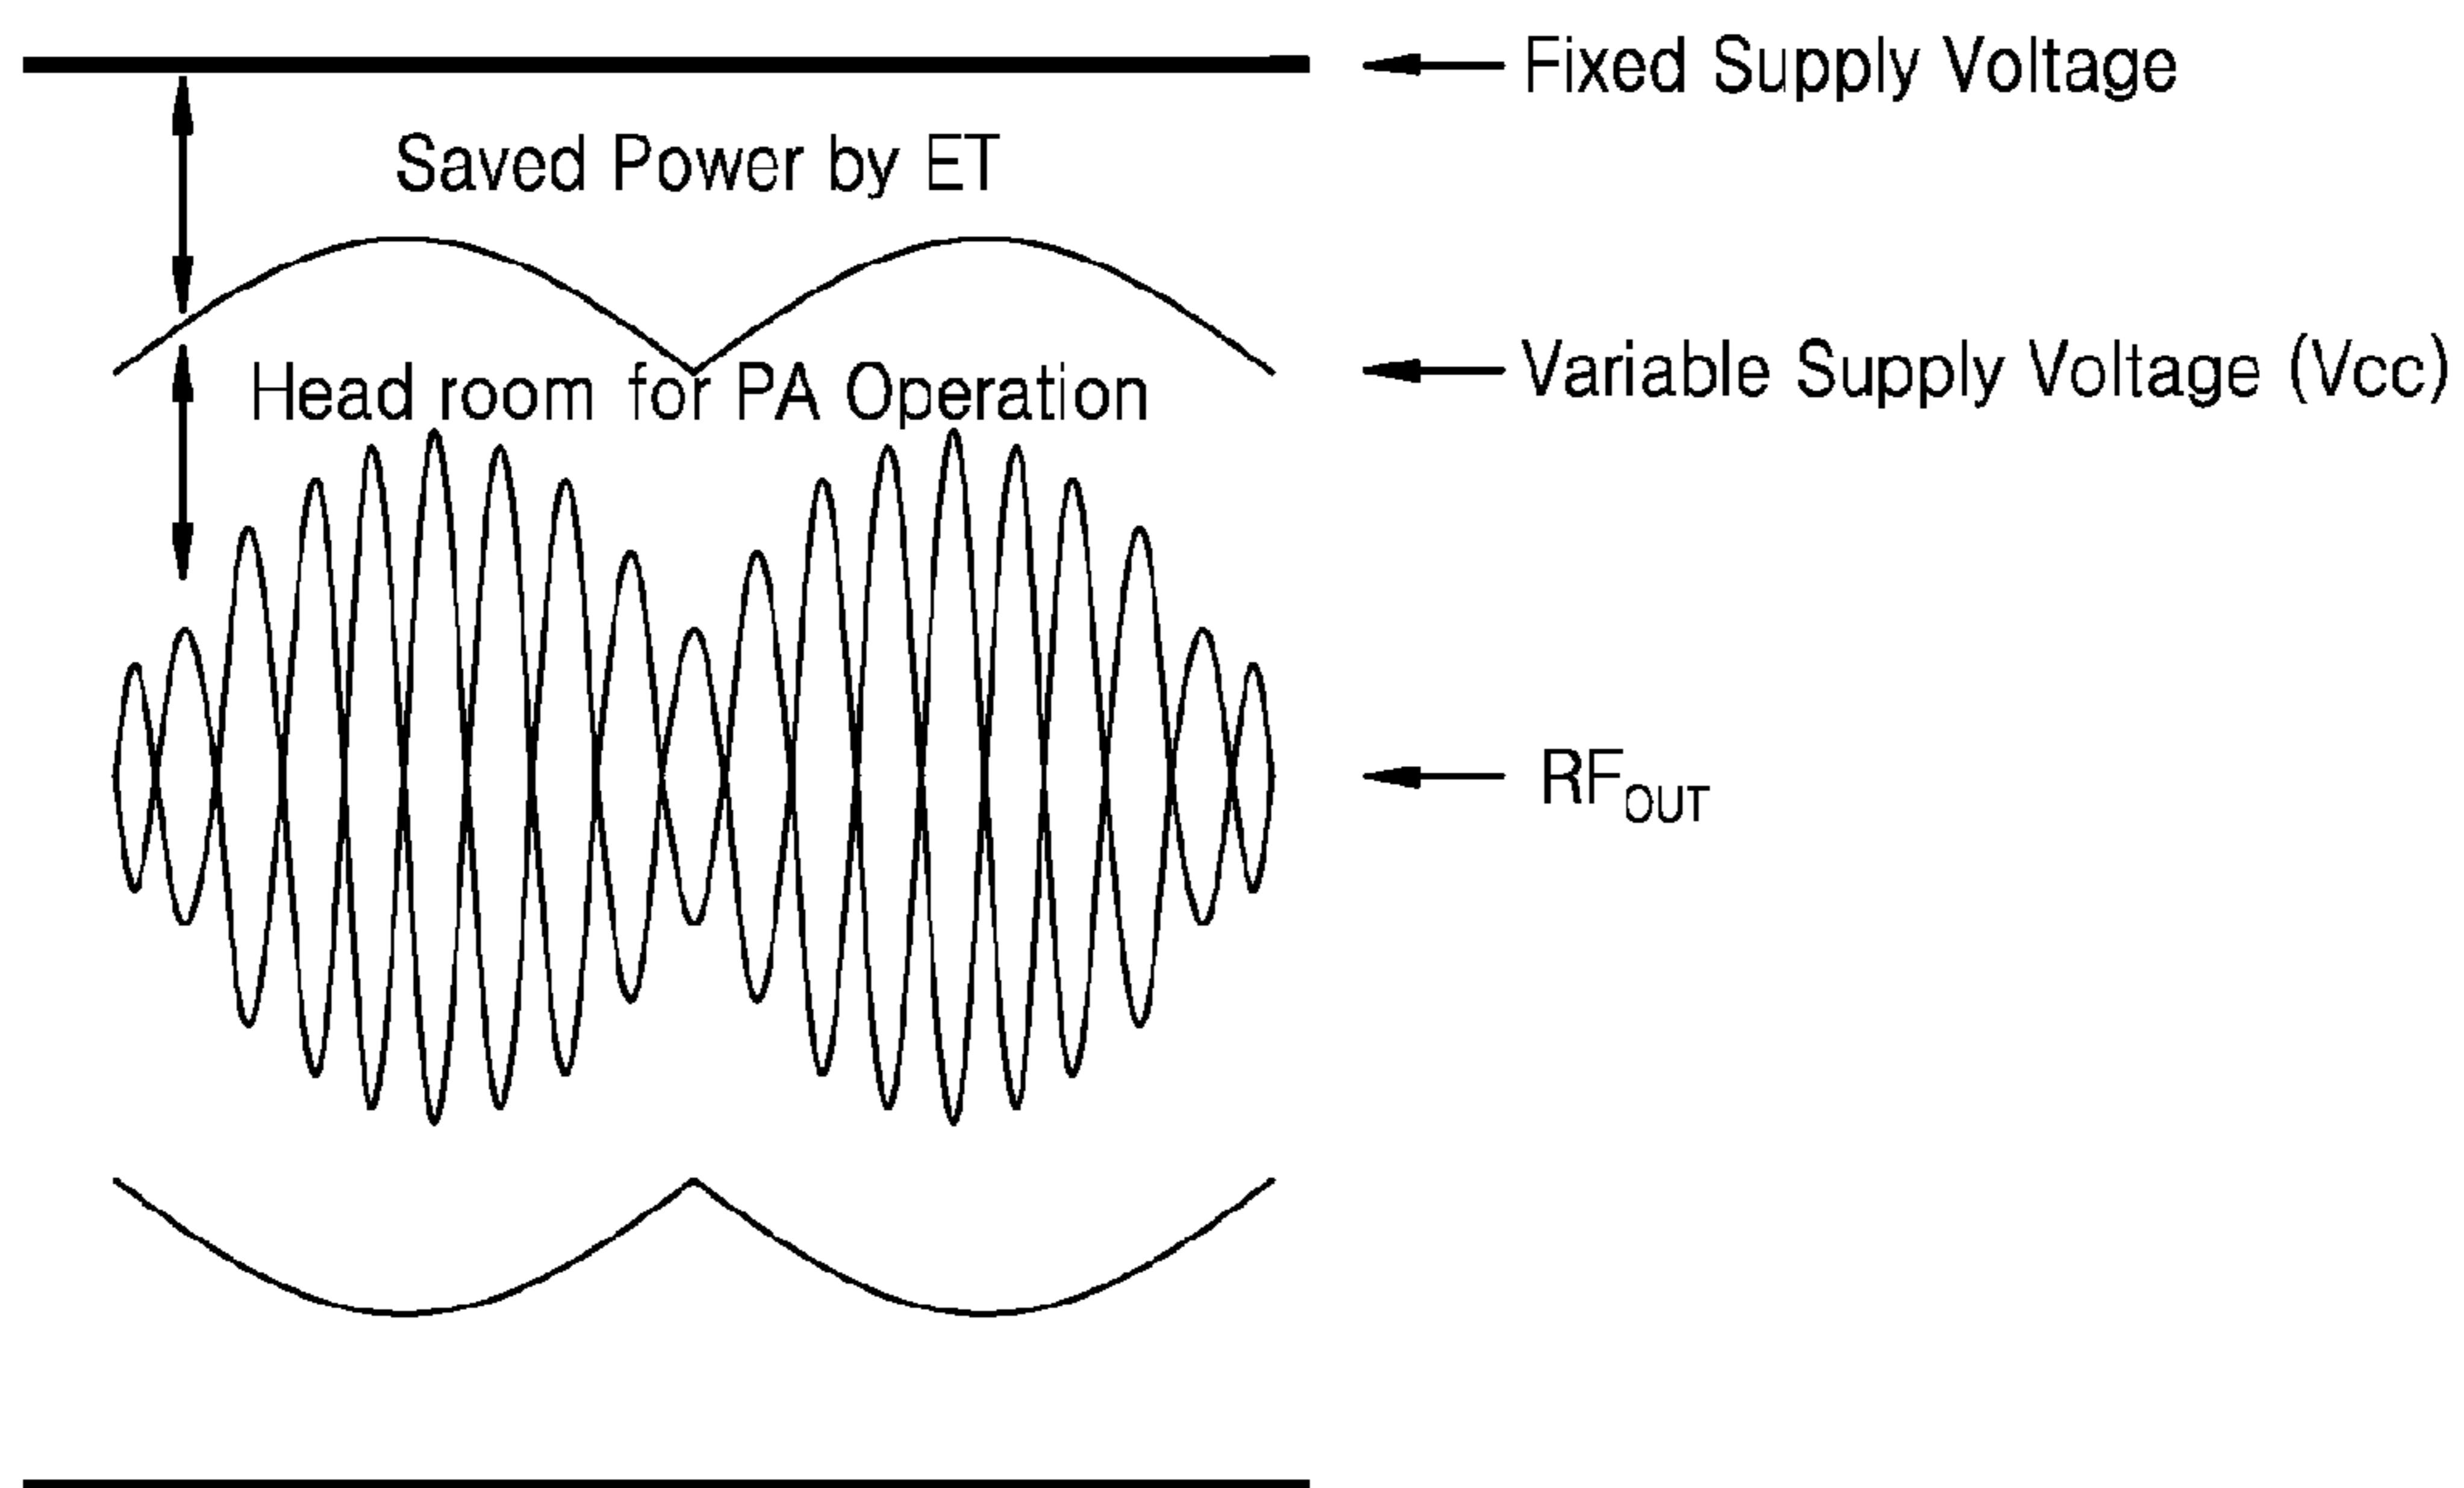 Fixed Supply Voltage
Saved Power by ET
Variable Supply Voltage (Vcc)
Head room for PA Operation
RFOUT